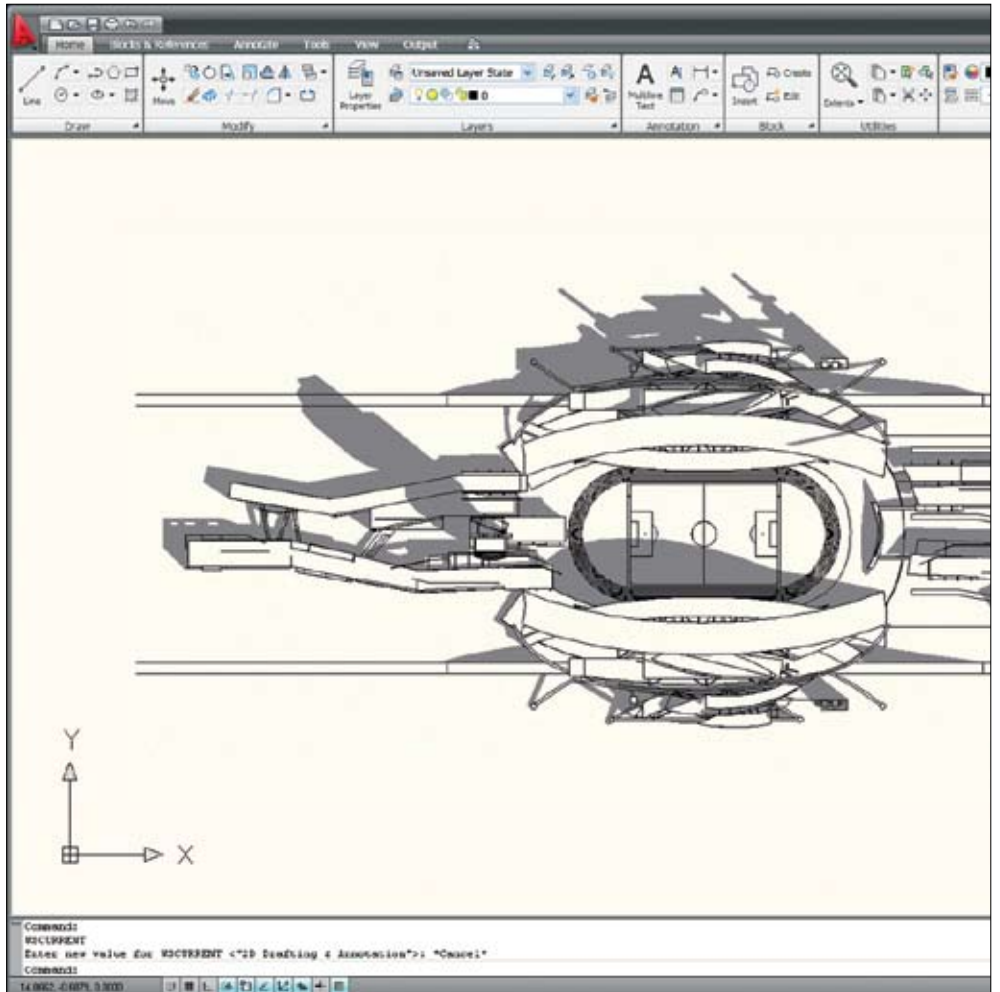 Home Blocks & References Annotate Tools View Output
Unsaved Layer State
Line Move Layer Properties 0 Multiline Text Create Insert Edit Extents
Draw Modify Layers Annotation Block Utilities
Y
X
Command:
WSCURRENT
Enter new value for WSCURRENT <"2D Drafting & Annotation">: *Cancel*
Command: